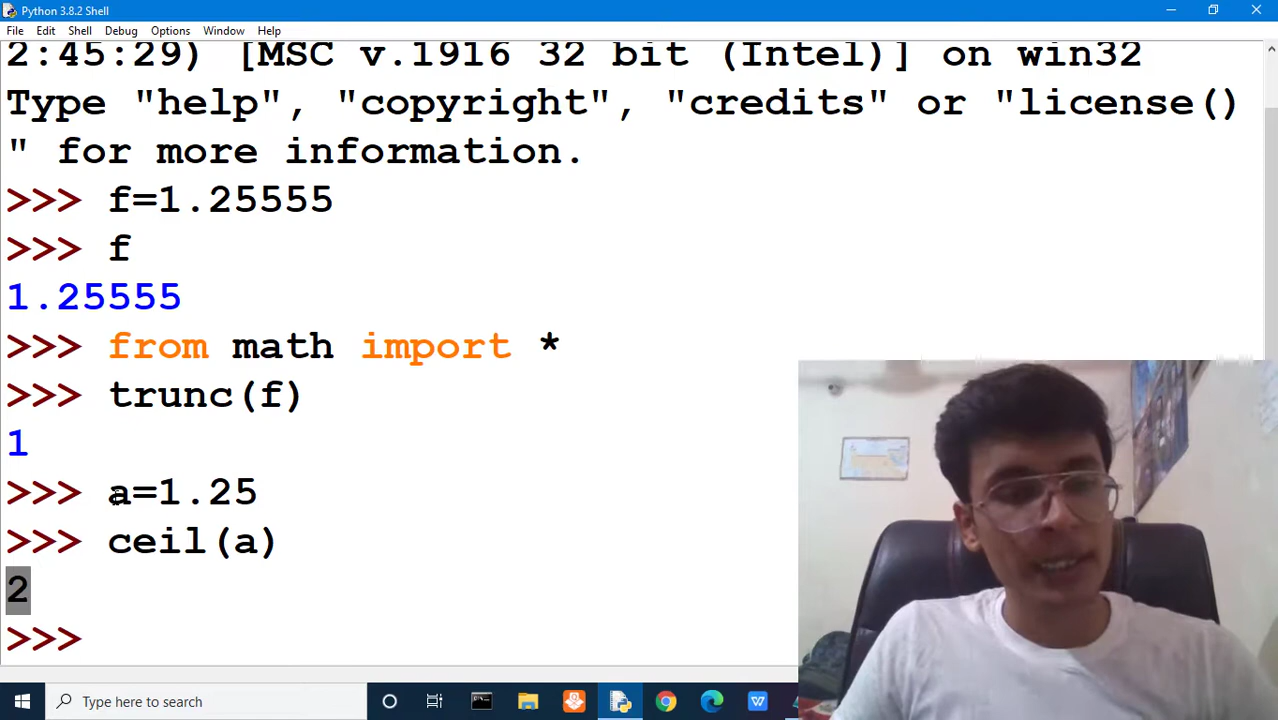 Python 3.8.2 Shell
File Edit Shell Debug Options Window Help
2:45:29) [MSC v.1916 32 bit (Intel)] on win32
Type "help", "copyright", "credits" or "license()
" for more information.
>>> f=1.25555
>>> f
1.25555
>>> from math import *
>>> trunc(f)
1
>>> a=1.25
>>> ceil(a)
2
>>>
Type here to search